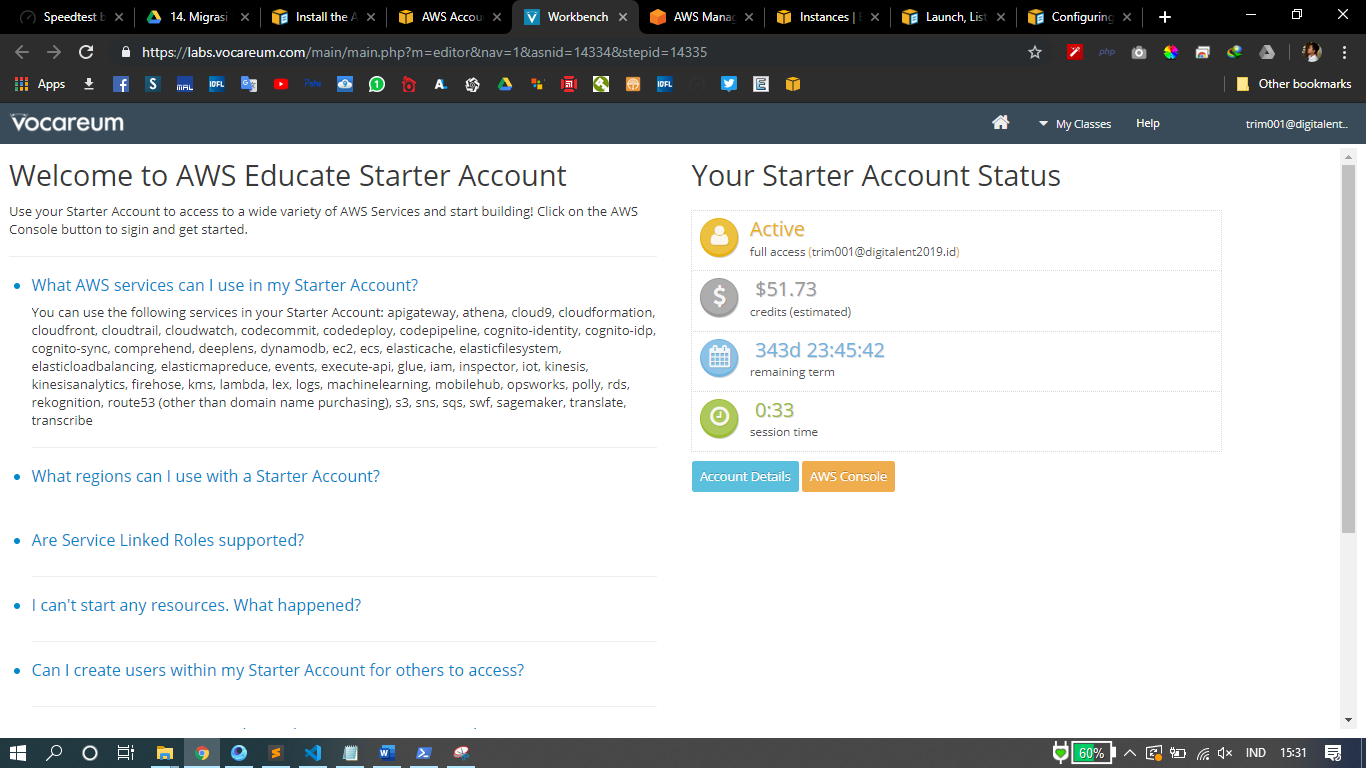 Speedtest b
14. Migrasi
Install the A
AWS Accou
Workbench
AWS Mana
Instances | E
Launch, List
Configuring
https://labs.vocareum.com/main/main.php?m=editor&nav=1&asnid=14334&stepid=14335
Apps
Other bookmarks
vocareum
My Classes
Help
trim001@digitalent..
Welcome to AWS Educate Starter Account
Use your Starter Account to access to a wide variety of AWS Services and start building! Click on the AWS
Console button to sigin and get started.
What AWS services can I use in my Starter Account?
You can use the following services in your Starter Account: apigateway, athena, cloud9, cloudformation,
cloudfront, cloudtrail, cloudwatch, codecommit, codedeploy, codepipeline, cognito-identity, cognito-idp,
cognito-sync, comprehend, deeplens, dynamodb, ec2, ecs, elasticache, elasticfilesystem,
elasticloadbalancing, elasticmapreduce, events, execute-api, glue, iam, inspector, iot, kinesis,
kinesisanalytics, firehose, kms, lambda, lex, logs, machinelearning, mobilehub, opsworks, polly, rds,
rekognition, route53 (other than domain name purchasing), s3, sns, sqs, swf, sagemaker, translate,
transcribe
What regions can I use with a Starter Account?
Are Service Linked Roles supported?
I can't start any resources. What happened?
Can I create users within my Starter Account for others to access?
Your Starter Account Status
Active
full access (trim001@digitalent2019.id)
$51.73
credits (estimated)
343d 23:45:42
remaining term
0:33
session time
Account Details
AWS Console
60%
IND
15:31